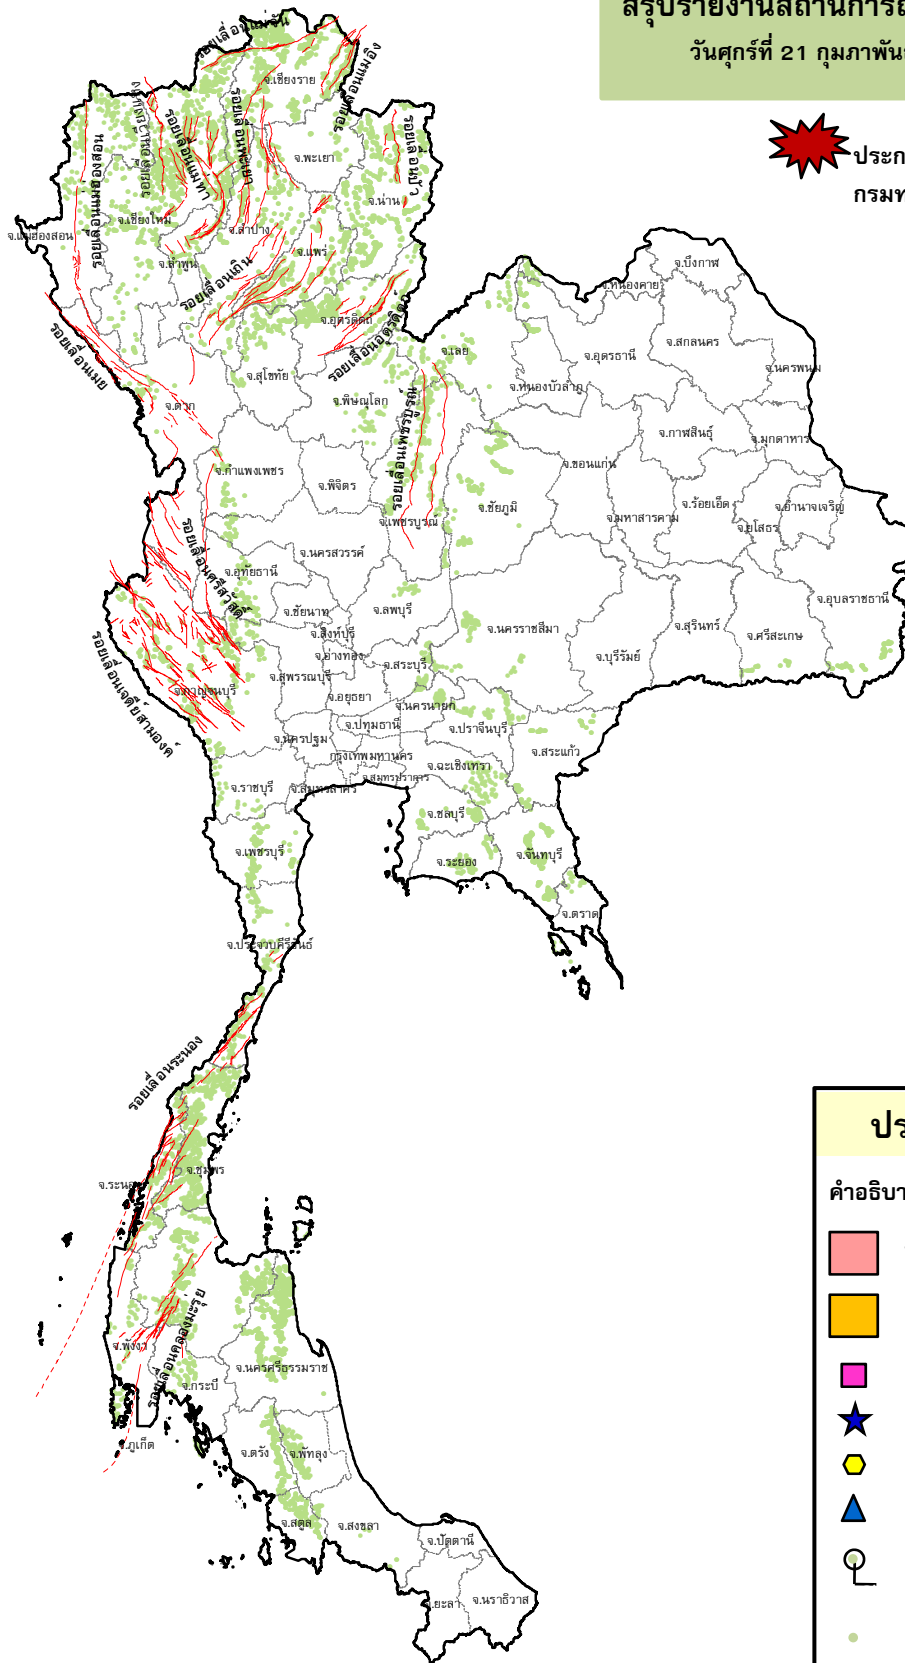 สรุปรายงานสถานการณ์
วันศุกร์ที่ 21 กุมภาพันธ์
ประก
กรมท
รอยเลื่อนแม่จัน
รอยเลื่อนแม่อิง
จ.เชียงราย
รอยเลื่อนแม่ฮ่องสอน
รอยเลื่อนแม่ทา
รอยเลื่อนพะเยา
รอยเลื่อนปัว
จ.พะเยา
จ.น่าน
จ.เชียงใหม่
จ.แม่ฮ่องสอน
จ.ลำปาง
จ.แพร่
จ.ลำพูน
รอยเลื่อนเถิน
จ.อุตรดิตถ์
รอยเลื่อนอุตรดิตถ์
รอยเลื่อนเมย
จ.บึงกาฬ
จ.หนองคาย
จ.สกลนคร
จ.เลย
จ.อุดรธานี
จ.นครพนม
จ.สุโขทัย
จ.หนองบัวลำภู
จ.ตาก
จ.พิษณุโลก
รอยเลื่อนเพชรบูรณ์
จ.กาฬสินธุ์
จ.มุกดาหาร
จ.กำแพงเพชร
จ.พิจิตร
จ.ขอนแก่น
จ.ชัยภูมิ
จ.ร้อยเอ็ด
จ.อำนาจเจริญ
จ.เพชรบูรณ์
จ.มหาสารคาม
จ.ยโสธร
รอยเลื่อนศรีสวัสดิ์
จ.นครสวรรค์
จ.อุทัยธานี
จ.ชัยนาท
จ.ลพบุรี
จ.อุบลราชธานี
จ.สิงห์บุรี
จ.นครราชสีมา
จ.สุรินทร์
จ.ศรีสะเกษ
จ.อ่างทอง
จ.บุรีรัมย์
จ.สระบุรี
จ.สุพรรณบุรี
จ.กาญจนบุรี
จ.อยุธยา
จ.นครนายก
รอยเลื่อนเจดีย์สามองค์
จ.ปทุมธานี
จ.ปราจีนบุรี
จ.นครปฐม
จ.สระแก้ว
กรุงเทพมหานคร
จ.ฉะเชิงเทรา
จ.สมทรปราการ
จ.ราชบุรี
จ.สมุทรสาคร
จ.ชลบุรี
จ.เพชรบุรี
จ.ระยอง
จ.จันทบุรี
จ.ตราด
จ.ประจวบคีรีขันธ์
รอยเลื่อนระนอง
จ.ชุมพร
จ.ระนอง
ประ
คำอธิบาย
รอยเลื่อนคลองมะรุ่ย
จ.พังงา
จ.นครศรีธรรมราช
จ.กระบี่
จ.ภูเก็ต
จ.ตรัง
จ.พัทลุง
จ.สตูล
จ.สงขลา
จ.ปัตตานี
จ.ยะลา
จ.นราธิวาส